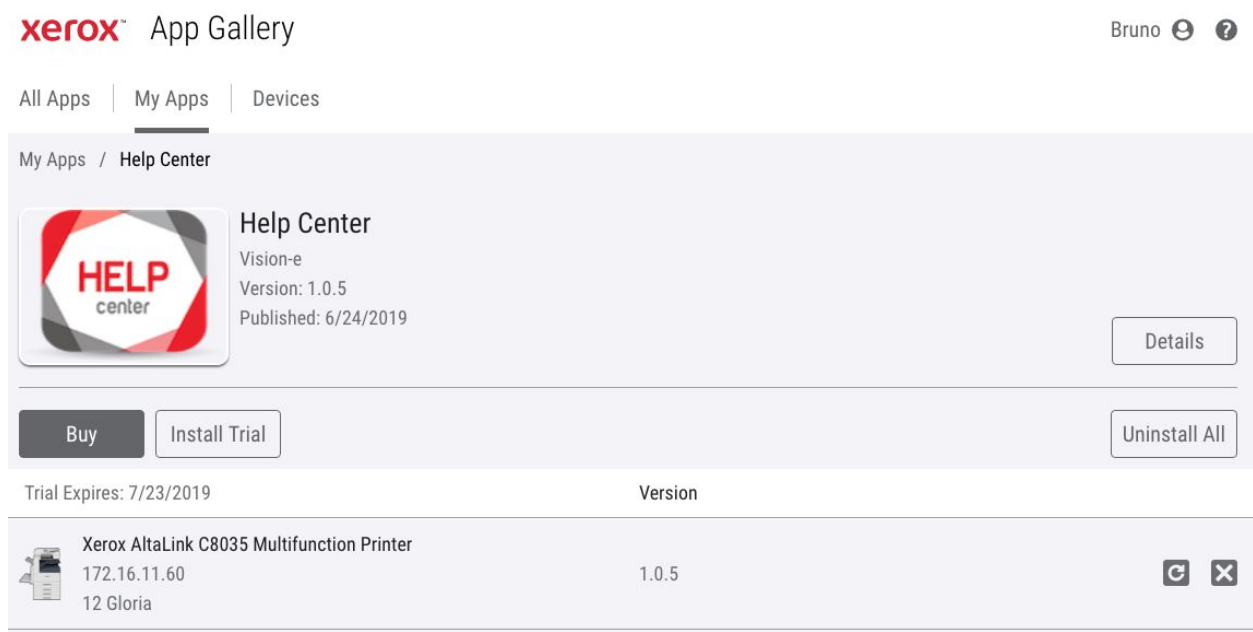 xerox™ App Gallery
Bruno
All Apps My Apps Devices
My Apps / Help Center
HELP
center
Help Center
Vision-e
Version: 1.0.5
Published: 6/24/2019
Details
Buy Install Trial Uninstall All
Trial Expires: 7/23/2019 Version
Xerox AltaLink C8035 Multifunction Printer
172.16.11.60 1.0.5
12 Gloria